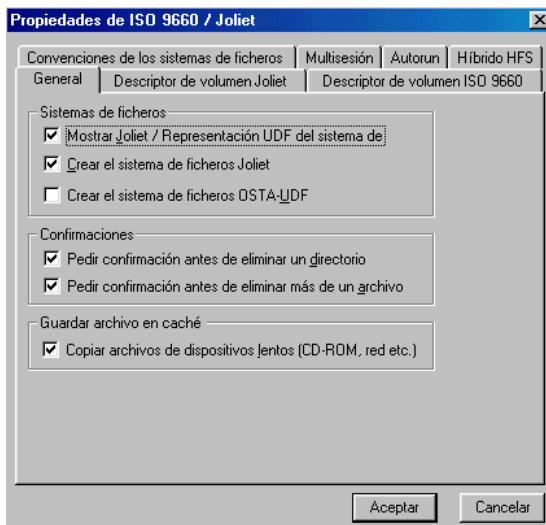 Propiedades de ISO 9660 / Joliet
Convenciones de los sistemas de ficheros Multisesión Autorun Híbrido HFS
General Descriptor de volumen Joliet Descriptor de volumen ISO 9660
Sistemas de ficheros
Mostrar Joliet / Representación UDF del sistema de
Crear el sistema de ficheros Joliet
Crear el sistema de ficheros OSTA-UDF
Confirmaciones
Pedir confirmación antes de eliminar un directorio
Pedir confirmación antes de eliminar más de un archivo
Guardar archivo en caché
Copiar archivos de dispositivos lentos (CD-ROM, red etc.)
Aceptar Cancelar